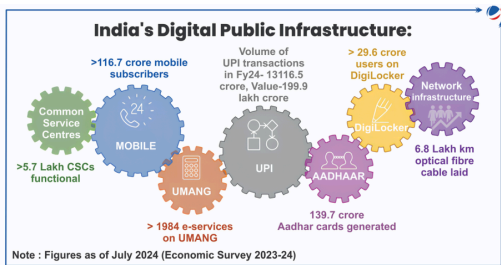 India's Digital Public Infrastructure:
>116.7 crore mobile
subscribers
Volume of
UPI transactions
in Fy24- 13116.5
crore, Value-199.9
lakh crore
> 29.6 crore
users on
DigiLocker
Network
infrastructure
Common
Service
Centres
24
MOBILE
UPI
DigiLocker
>5.7 Lakh CSCs
functional
UMANG
AADHAAR
6.8 Lakh km
optical fibre
cable laid
> 1984 e-services
on UMANG
139.7 crore
Aadhar cards generated
Note : Figures as of July 2024 (Economic Survey 2023-24)